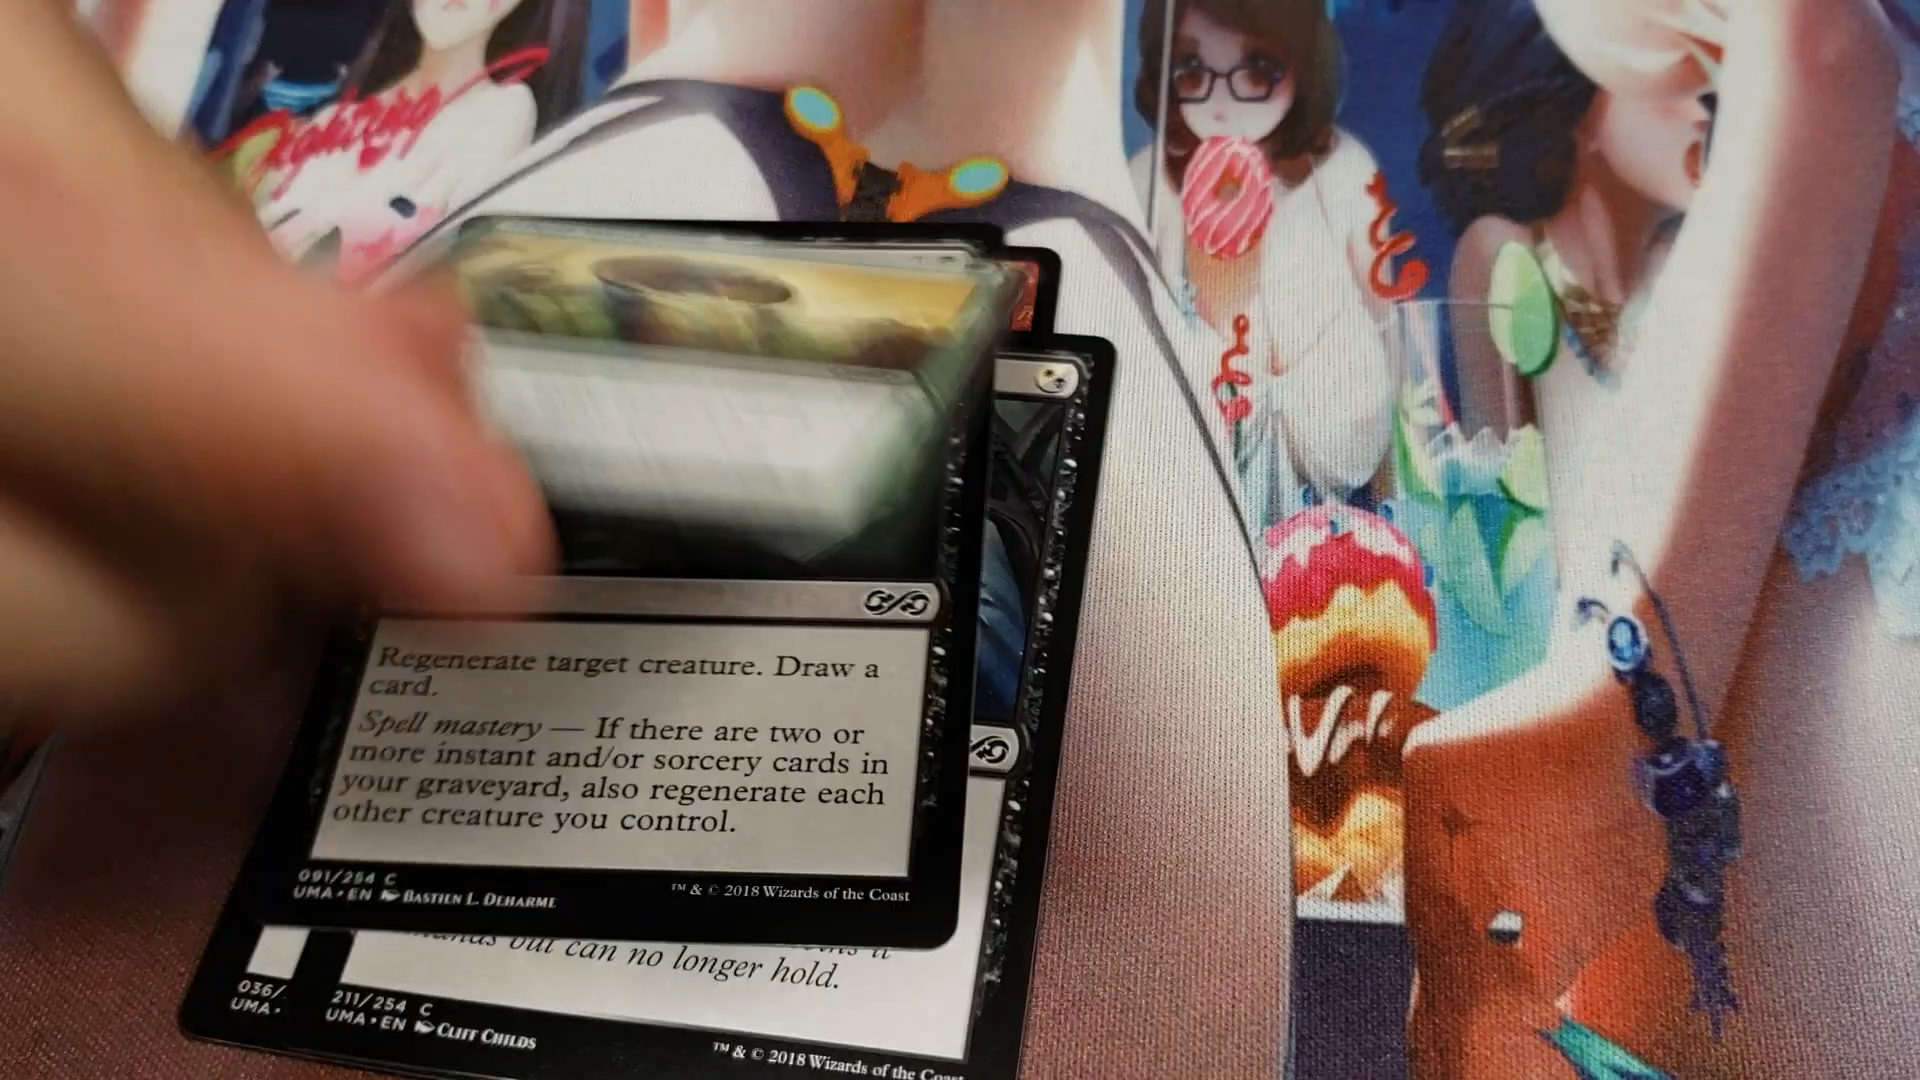 Regenerate target creature. Draw a
card.
Spell mastery — If there are two or
more instant and/or sorcery cards in
your graveyard, also regenerate each
other creature you control.
091/254 C
UMA • EN BASTIEN L. DEHARME
™ & © 2018 Wizards of the Coast
but can no longer hold.
036/
UMA •
211/254 C
UMA • EN CLIFF CHILDS
™ & © 2018 Wizards of the Coast